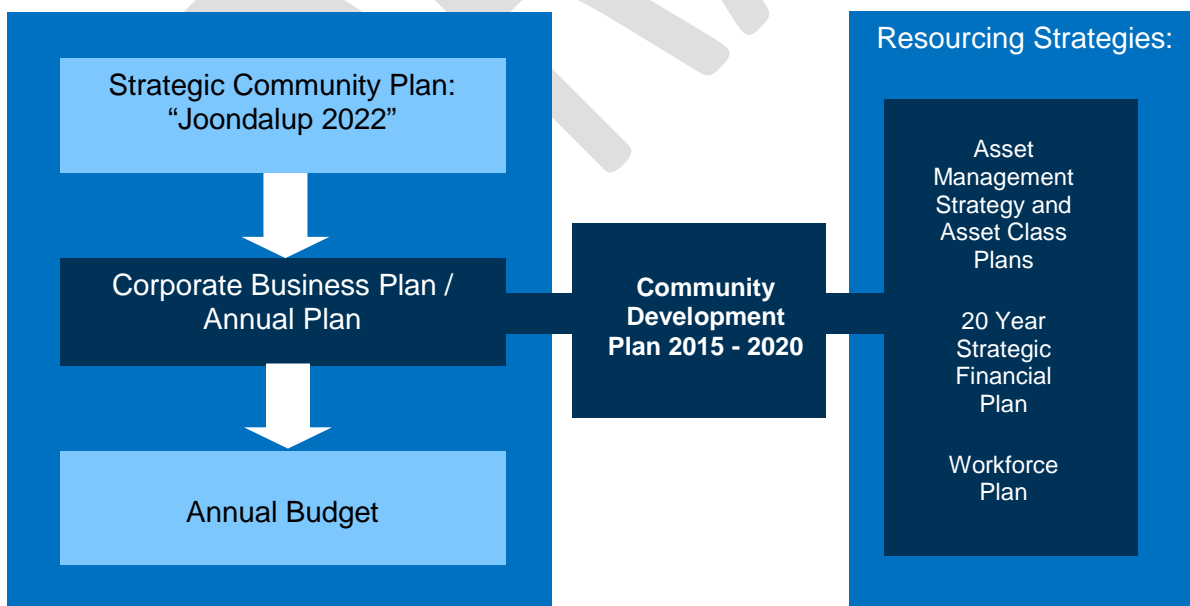 Strategic Community Plan:
“Joondalup 2022”
Corporate Business Plan /
Annual Plan
Annual Budget
Community
Development
Plan 2015 - 2020
Resourcing Strategies:
Asset
Management
Strategy and
Asset Class
Plans
20 Year
Strategic
Financial
Plan
Workforce
Plan